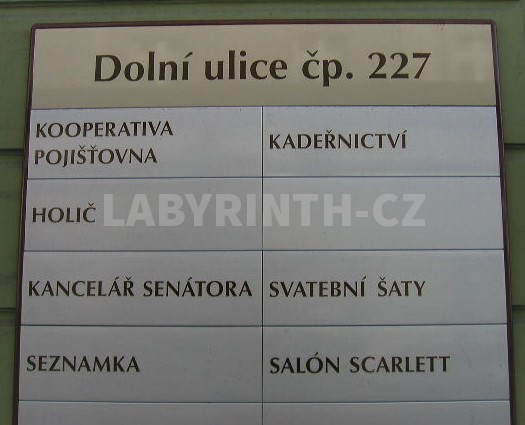 Dolní ulice čp. 227
KOOPERATIVA
POJIŠŤOVNA
KADEŘNICTVÍ
HOLIČ
LABYRINTH-CZ
KANCELÁŘ SENÁTORA
SVATEBNÍ ŠATY
SEZNAMKA
SALÓN SCARLETT